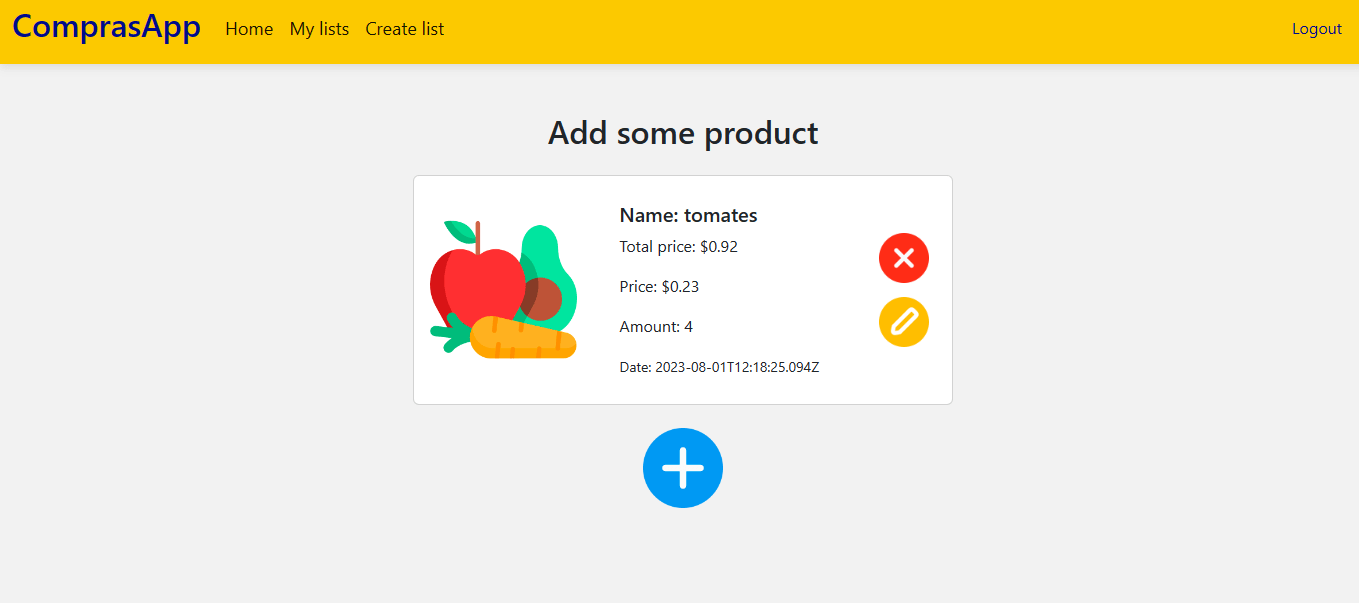 ComprasApp Home My lists Create list Logout
Add some product
Name: tomates
Total price: $0.92
Price: $0.23
Amount: 4
Date: 2023-08-01T12:18:25.094Z